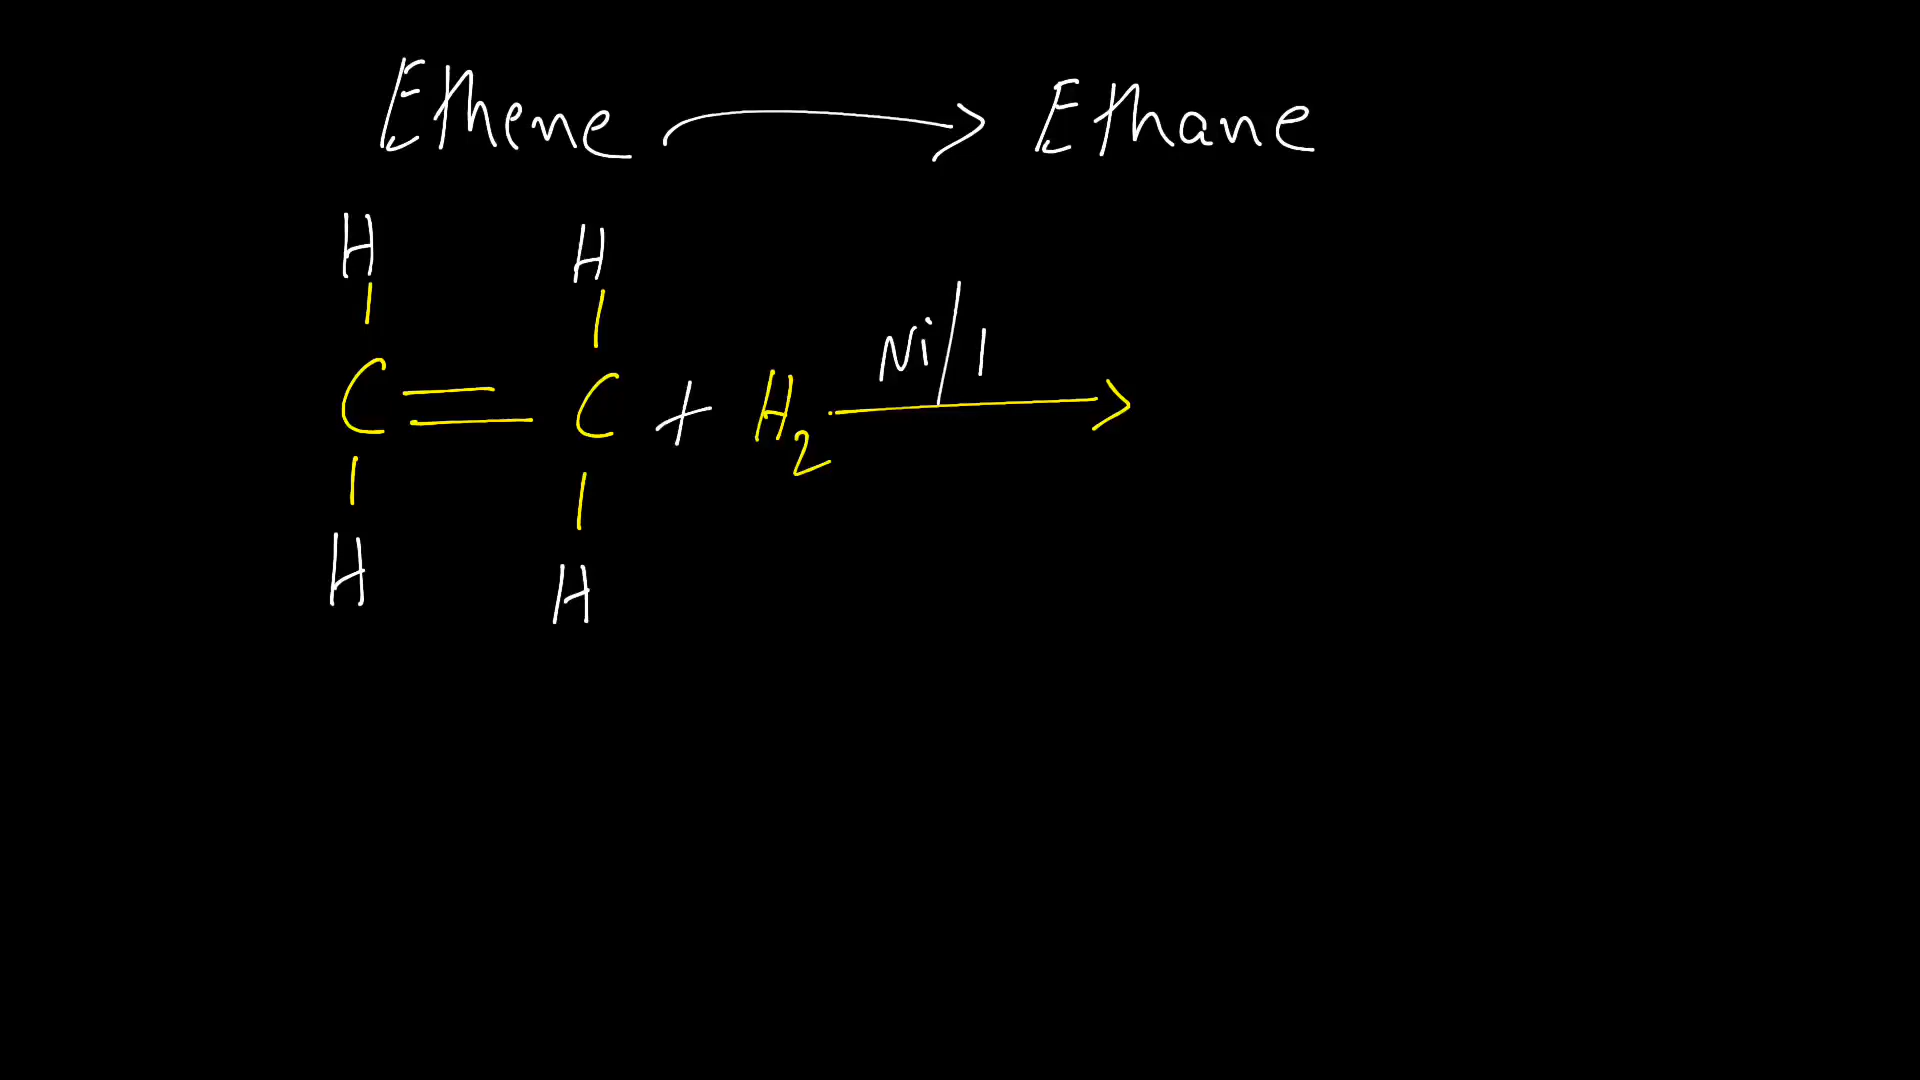 Ethene → Ethane
H H
Ni/
C = C + H₂ →
H H